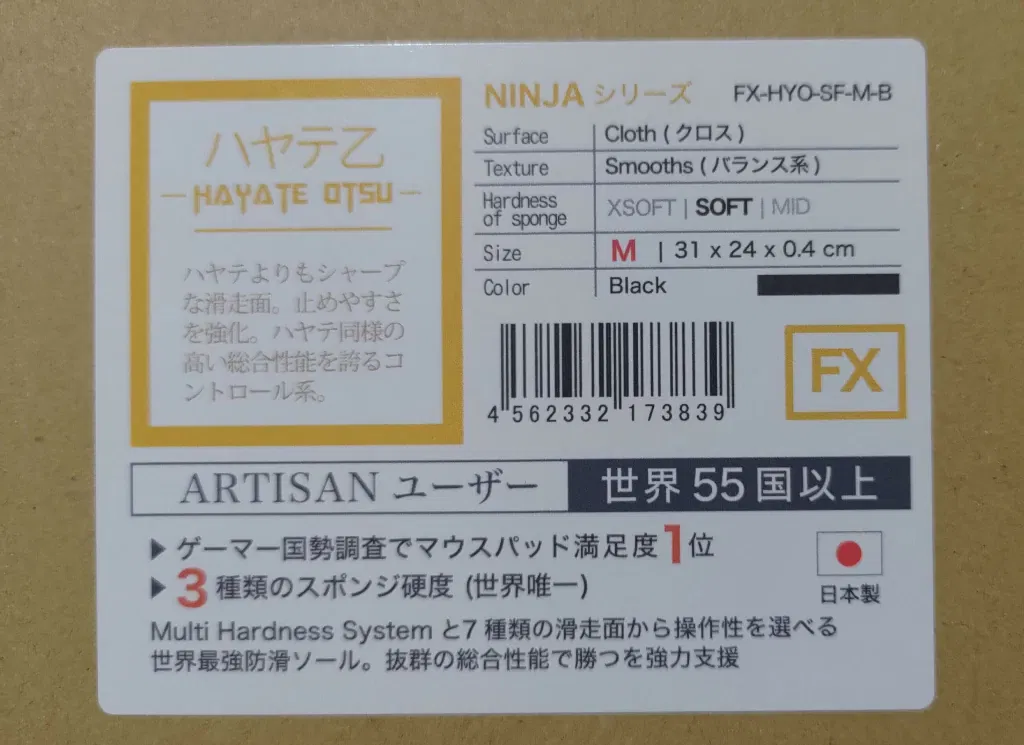 ハヤテ乙
HAYATE OTSU
ハヤテよりもシャープ
な滑走面。止めやすさ
を強化。ハヤテ同様の
高い総合性能を誇るコ
ントロール系。
NINJA シリーズ FX-HYO-SF-M-B
Surface Cloth ( クロス )
Texture Smooths ( バランス系 )
Hardness
of sponge XSOFT | SOFT | MID
Size M | 31 x 24 x 0.4 cm
Color Black
4 562332 173839
FX
ARTISAN ユーザー 世界 55 国以上
▶ ゲーマー国勢調査でマウスパッド満足度 1 位
▶ 3 種類のスポンジ硬度 (世界唯一)
日本製
Multi Hardness System と7 種類の滑走面から操作性を選べる
世界最強防滑ソール。抜群の総合性能で勝つを強力支援